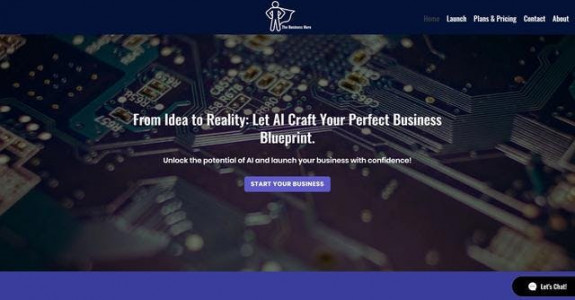 The Business Hero
Home Launch Plans & Pricing Contact About
From Idea to Reality: Let AI Craft Your Perfect Business
Blueprint.
Unlock the potential of AI and launch your business with confidence!
START YOUR BUSINESS
Let's Chat!